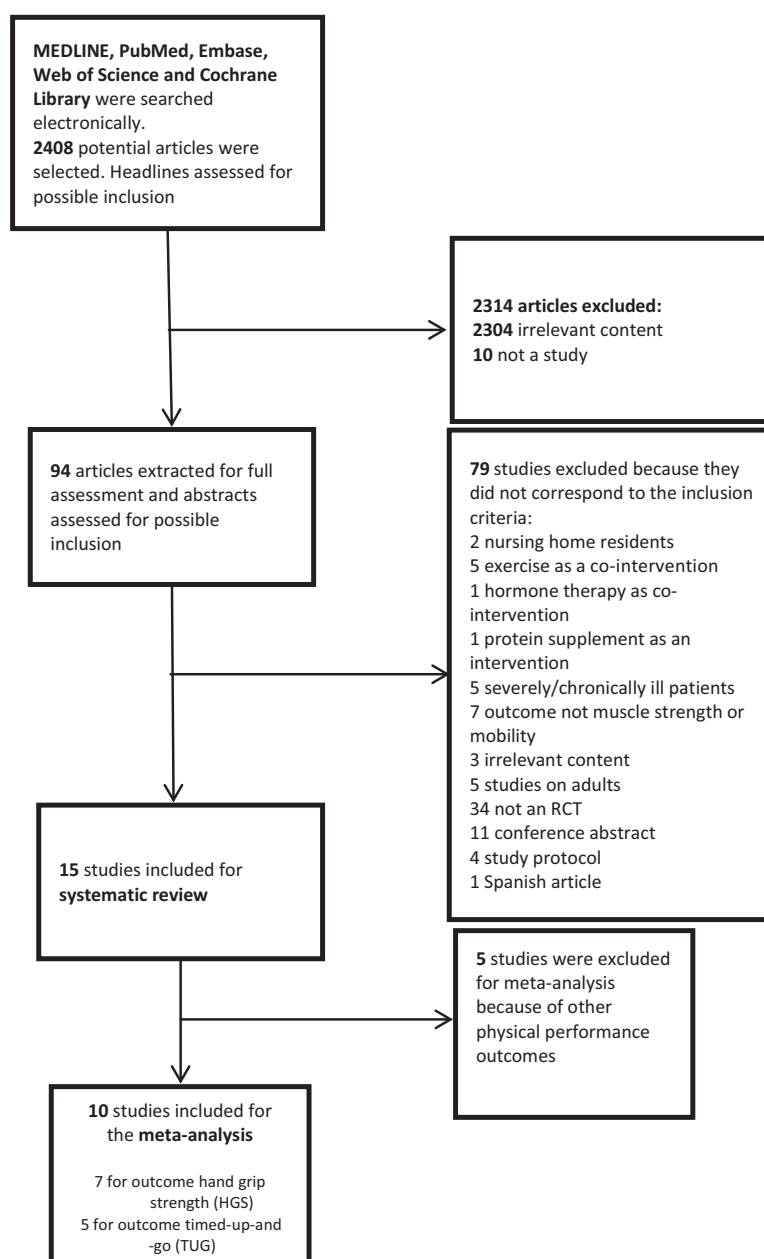 MEDLINE, PubMed, Embase,
Web of Science and Cochrane
Library were searched
electronically.
2408 potential articles were
selected. Headlines assessed for
possible inclusion
2314 articles excluded:
2304 irrelevant content
10 not a study
94 articles extracted for full
assessment and abstracts
assessed for possible
inclusion
79 studies excluded because they
did not correspond to the inclusion
criteria:
2 nursing home residents
5 exercise as a co-intervention
1 hormone therapy as co-
intervention
1 protein supplement as an
intervention
5 severely/chronically ill patients
7 outcome not muscle strength or
mobility
3 irrelevant content
5 studies on adults
34 not an RCT
11 conference abstract
4 study protocol
1 Spanish article
15 studies included for
systematic review
5 studies were excluded
for meta-analysis
because of other
physical performance
outcomes
10 studies included for
the meta-analysis
7 for outcome hand grip
strength (HGS)
5 for outcome timed-up-and
-go (TUG)